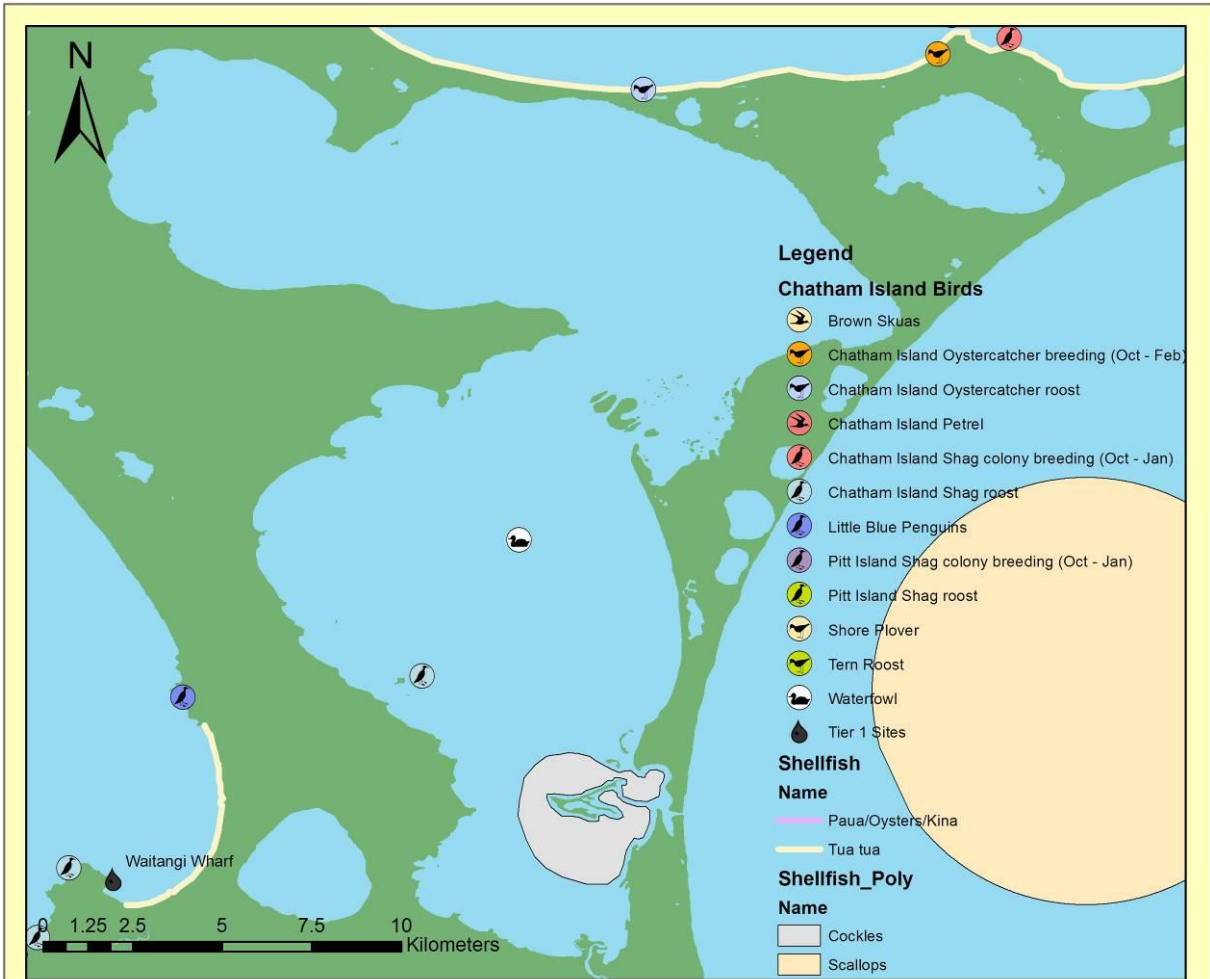 N
Legend
Chatham Island Birds
Brown Skuas
Chatham Island Oystercatcher breeding (Oct - Feb)
Chatham Island Oystercatcher roost
Chatham Island Petrel
Chatham Island Shag colony breeding (Oct - Jan)
Chatham Island Shag roost
Little Blue Penguins
Pitt Island Shag colony breeding (Oct - Jan)
Pitt Island Shag roost
Shore Plover
Tern Roost
Waterfowl
Tier 1 Sites
Shellfish
Name
Paua/Oysters/Kina
Tua tua
Shellfish_Poly
Name
Cockles
Scallops
Waitangi Wharf
0 1.25 2.5 5 7.5 10
Kilometers